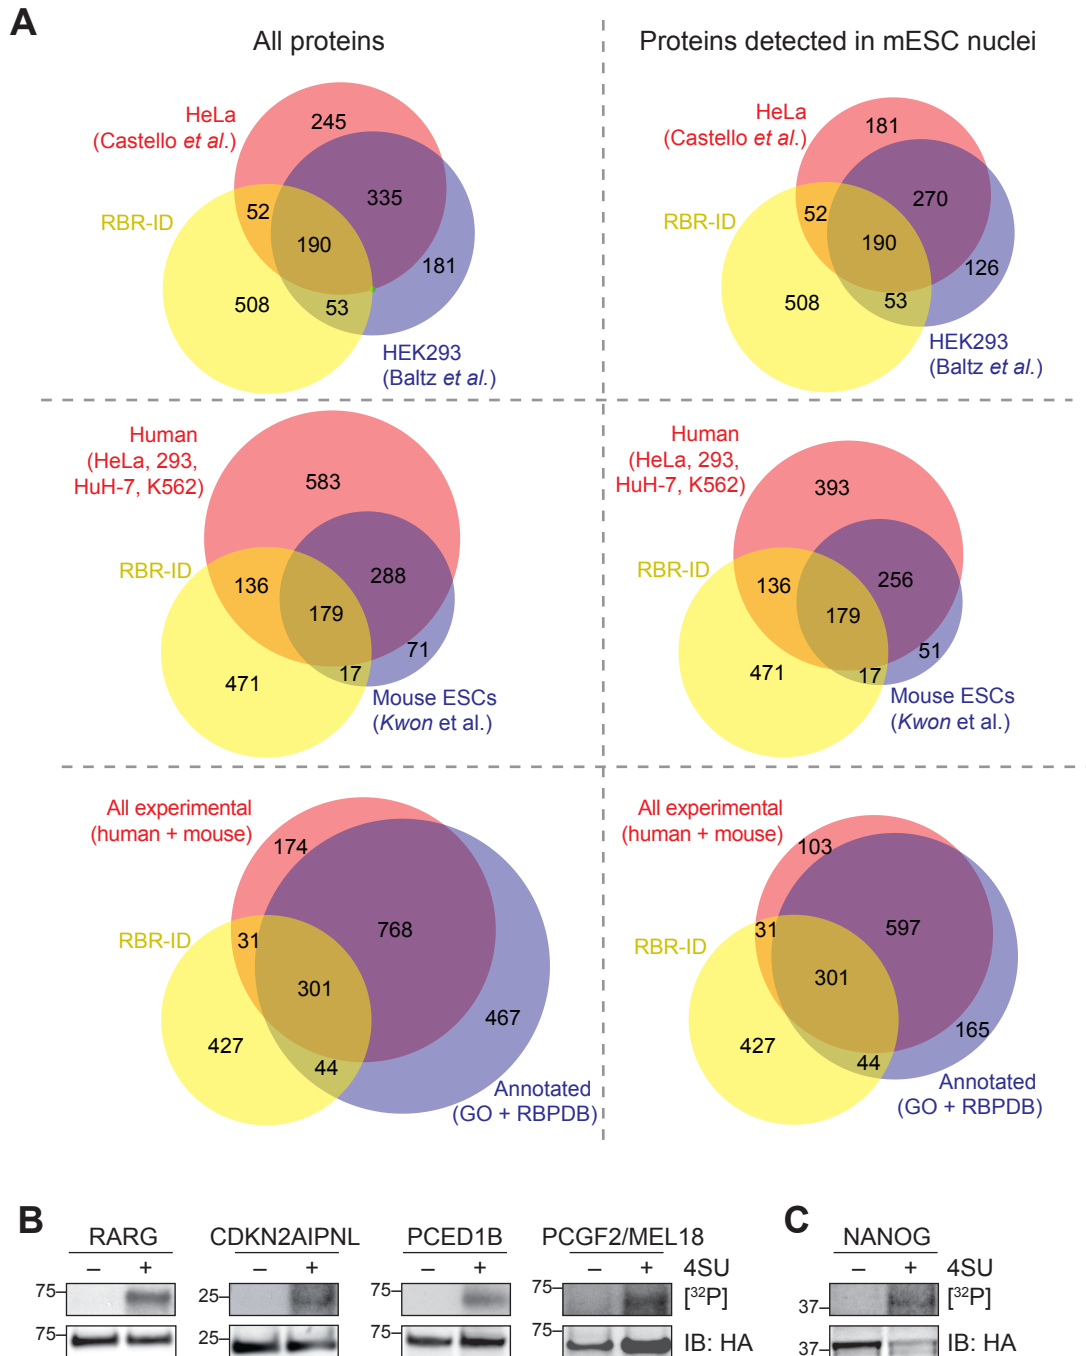 A
All proteins
Proteins detected in mESC nuclei
HeLa
(Castello et al.)
245
335
RBR-ID
52
190
181
508
53
HEK293
(Baltz et al.)
HeLa
(Castello et al.)
181
270
RBR-ID
52
190
126
508
53
HEK293
(Baltz et al.)
Human
(HeLa, 293,
HuH-7, K562)
583
RBR-ID
136
288
179
71
471
17
Mouse ESCs
(Kwon et al.)
Human
(HeLa, 293,
HuH-7, K562)
393
RBR-ID
136
256
179
51
471
17
Mouse ESCs
(Kwon et al.)
All experimental
(human + mouse)
174
768
RBR-ID
31
301
467
427
44
Annotated
(GO + RBPDB)
All experimental
(human + mouse)
103
597
RBR-ID
31
301
165
427
44
Annotated
(GO + RBPDB)
B
RARG CDKN2AIPNL PCED1B PCGF2/MEL18
– + – + – + – + 4SU
75 25 75 75 [32P]
75 25 75 75 IB: HA
C
NANOG
– + 4SU
37 [32P]
37 IB: HA